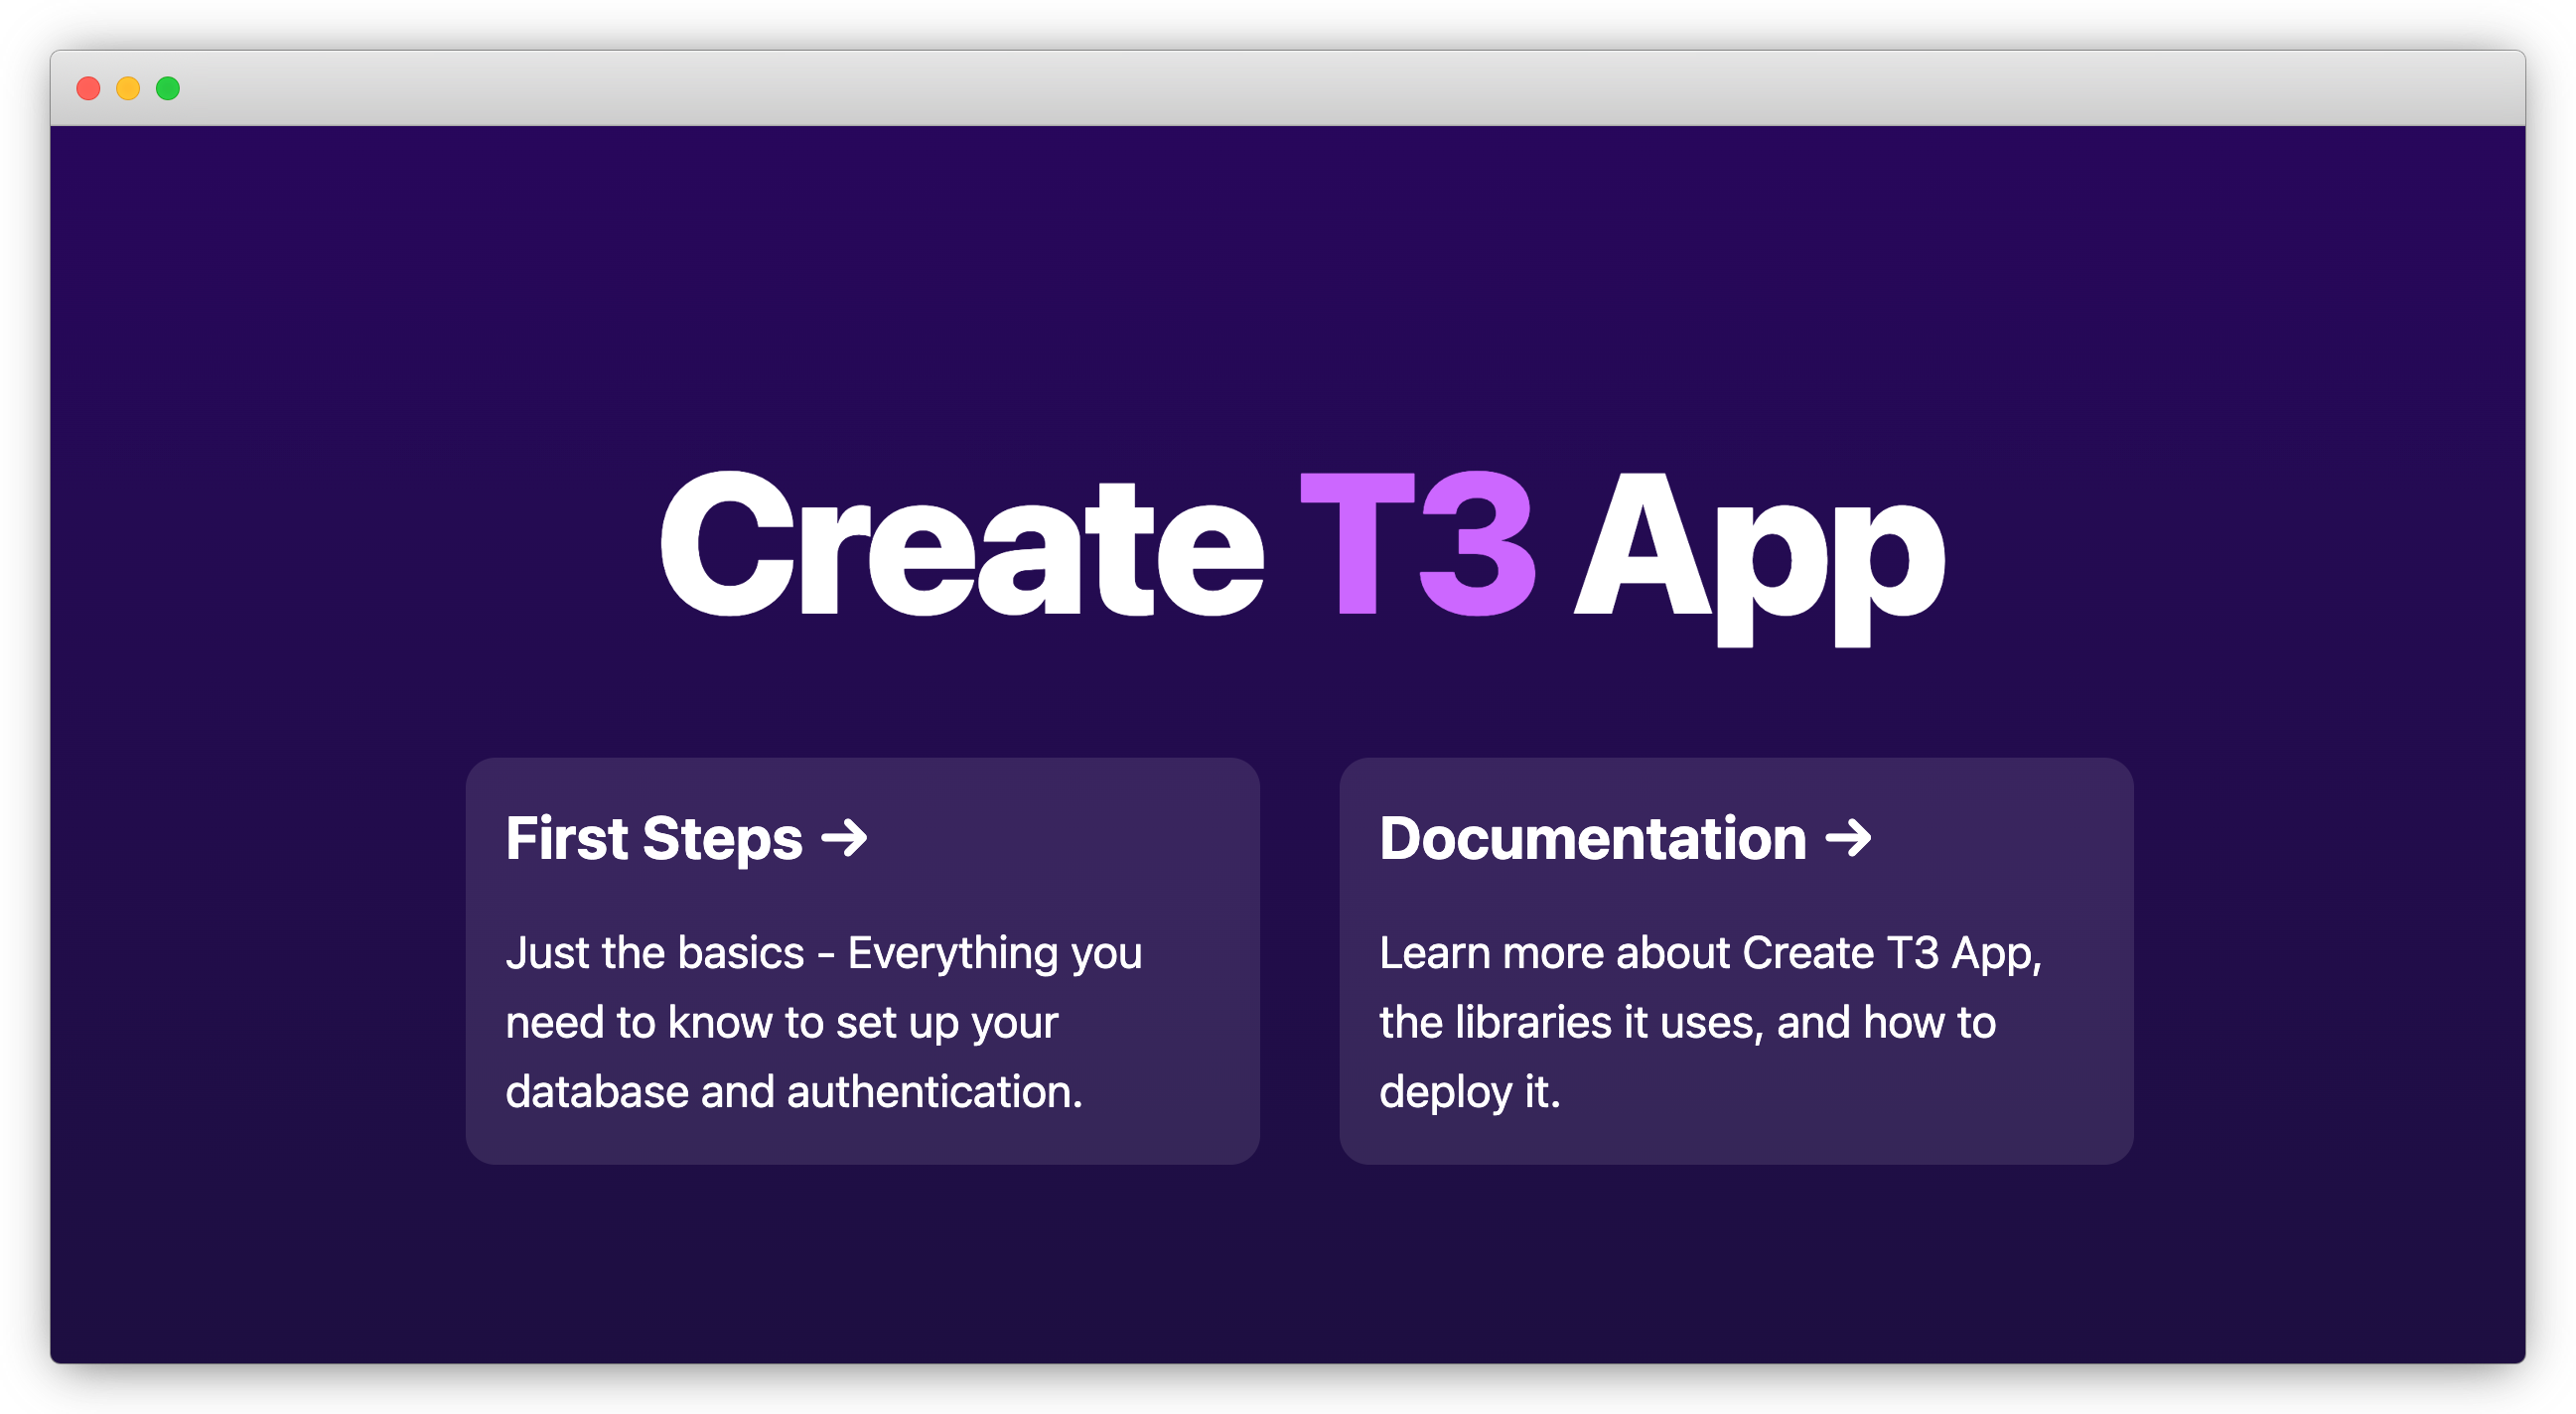 Create T3 App
First Steps →
Just the basics - Everything you
need to know to set up your
database and authentication.
Documentation →
Learn more about Create T3 App,
the libraries it uses, and how to
deploy it.